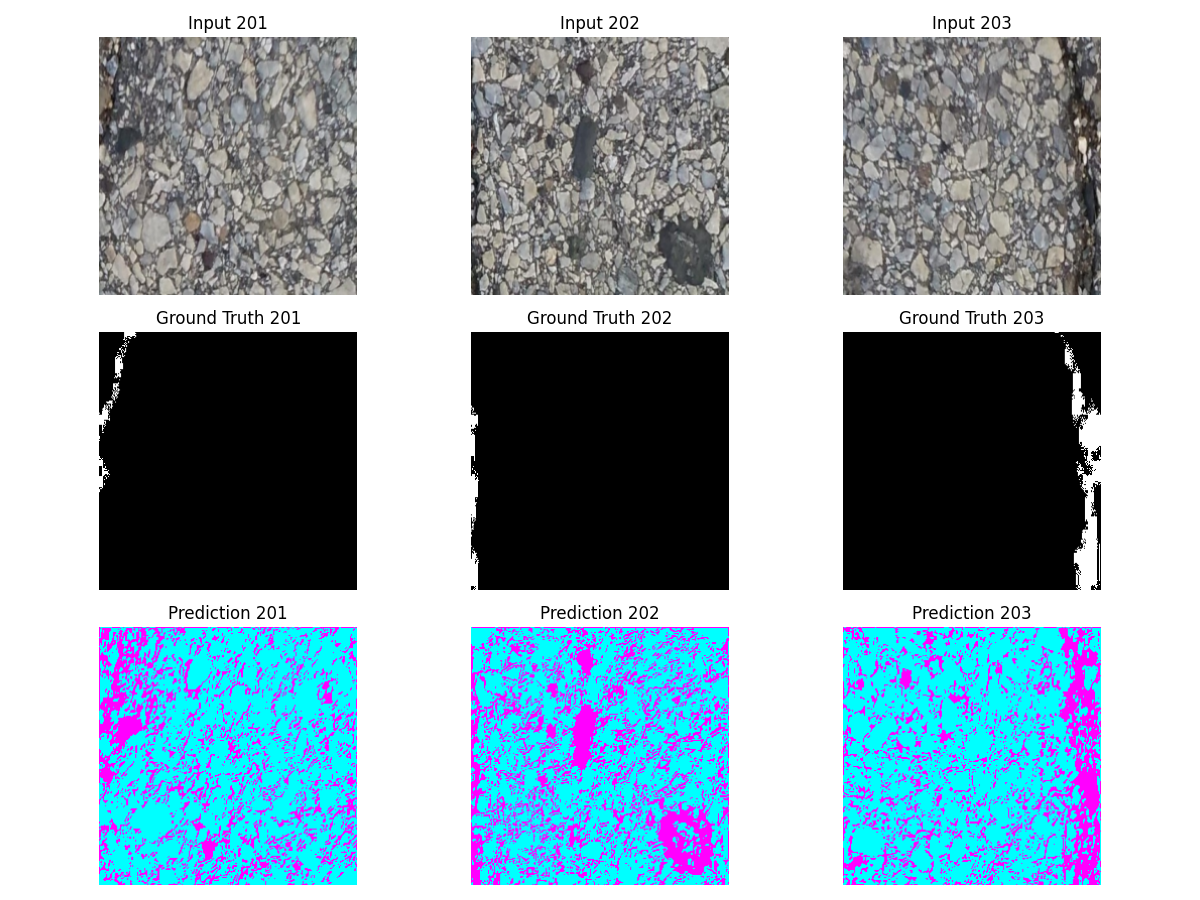 Input 201
Input 202
Input 203
Ground Truth 201
Ground Truth 202
Ground Truth 203
Prediction 201
Prediction 202
Prediction 203